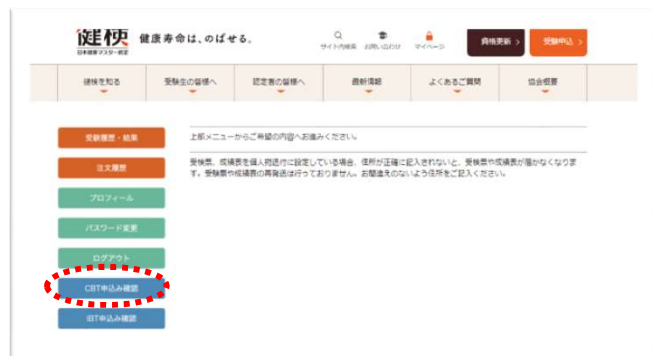 健検 健康寿命は、のばせる。
日本健康マスター検定
サイト内検索 お問い合わせ マイページ 資格更新 > 受験申込 >
健検を知る 受験生の皆様へ 認定者の皆様へ 最新情報 よくあるご質問 協会概要
受験履歴・結果
注文履歴
プロフィール
パスワード変更
ログアウト
CBT申込み確認
IBT申込み確認
上部メニューからご希望の内容へお進みください。
受検票、成績表を個人宛送付に設定している場合、住所が正確に記入されないと、受検票や成績表が届かなくなりま
す。受験票や成績表の再発送は行っておりません。お間違えのないよう住所をご記入ください。